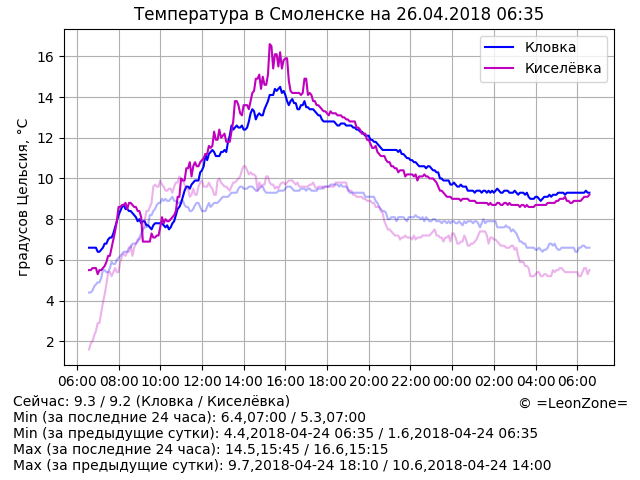 Температура в Смоленске на 26.04.2018 06:35
Кловка
Киселёвка
градусов Цельсия, °C
16
14
12
10
8
6
4
2
06:00 08:00 10:00 12:00 14:00 16:00 18:00 20:00 22:00 00:00 02:00 04:00 06:00
Сейчас: 9.3 / 9.2 (Кловка / Киселёвка)
© =LeonZone=
Min (за последние 24 часа): 6.4,07:00 / 5.3,07:00
Min (за предыдущие сутки): 4.4,2018-04-24 06:35 / 1.6,2018-04-24 06:35
Max (за последние 24 часа): 14.5,15:45 / 16.6,15:15
Max (за предыдущие сутки): 9.7,2018-04-24 18:10 / 10.6,2018-04-24 14:00